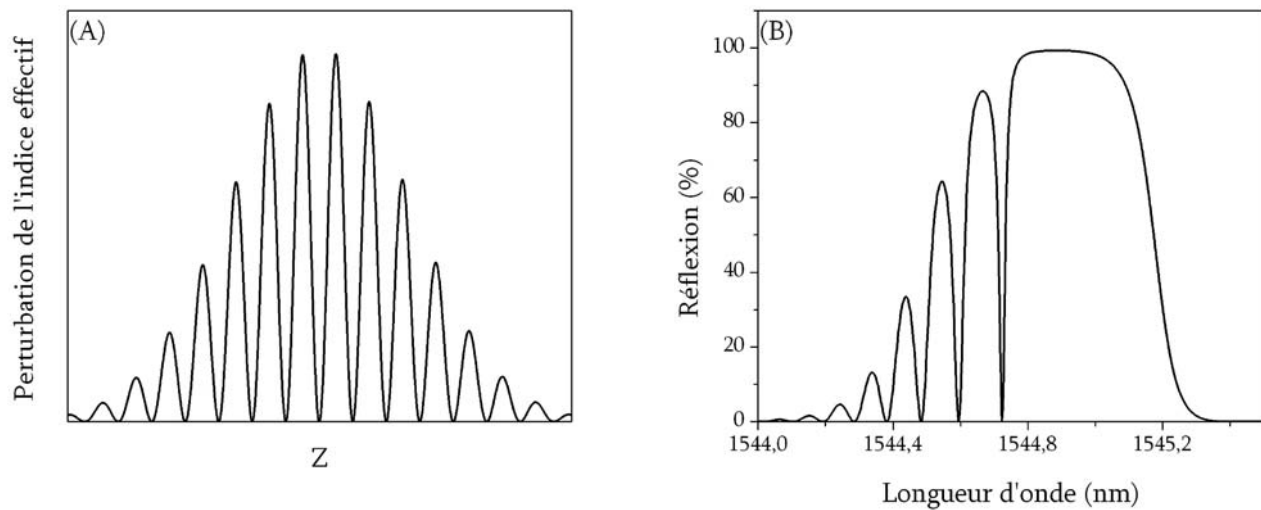 (A)
Perturbation de l'indice effectif
Z
(B)
100
80
60
40
20
0
Réflexion (%)
1544,0 1544,4 1544,8 1545,2
Longueur d'onde (nm)